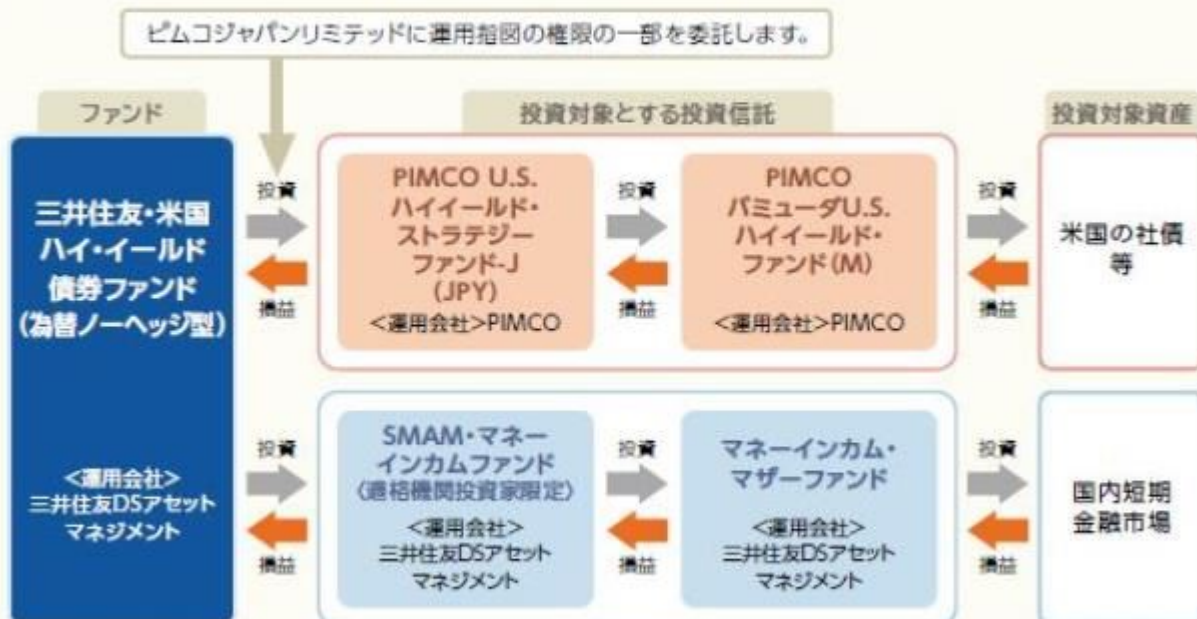 ピムコジャパンリミテッドに運用指図の権限の一部を委託します。
ファンド
投資対象とする投資信託
投資対象資産
三井住友・米国
ハイ・イールド
債券ファンド
(為替ノーヘッジ型)
<運用会社>
三井住友DSアセット
マネジメント
投資
損益
PIMCO U.S.
ハイイールド・
ストラテジー
ファンド-J
(JPY)
<運用会社>PIMCO
投資
損益
PIMCO
バミューダU.S.
ハイイールド・
ファンド(M)
<運用会社>PIMCO
投資
損益
米国の社債
等
投資
損益
SMAM・マネー
インカムファンド
(適格機関投資家限定)
<運用会社>
三井住友DSアセット
マネジメント
投資
損益
マネーインカム・
マザーファンド
<運用会社>
三井住友DSアセット
マネジメント
投資
損益
国内短期
金融市場